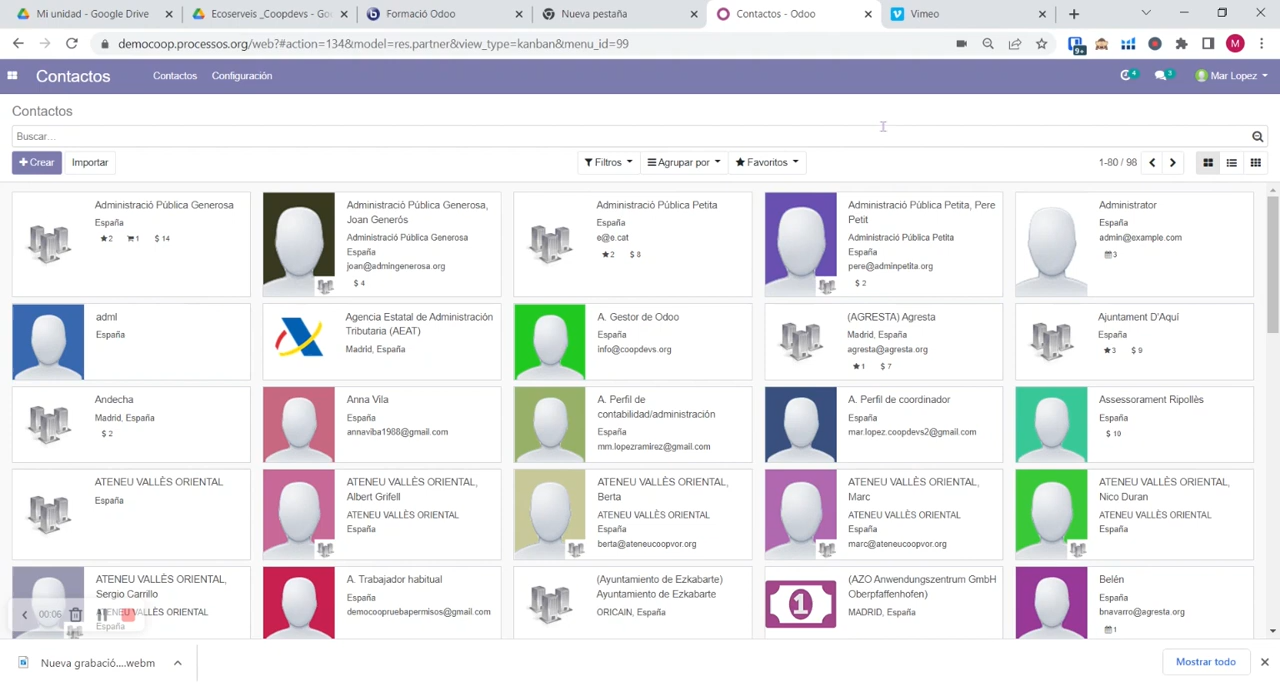 Mi unidad - Google Drive
Ecoserveis _Coopdevs - Go
Formació Odoo
Nueva pestaña
Contactos - Odoo
Vimeo
democoop.processos.org/web?#action=134&model=res.partner&view_type=kanban&menu_id=99
9+
M
Contactos
Contactos
Configuración
4
3
Mar Lopez
Contactos
Buscar...
Crear
Importar
Filtros
Agrupar por
Favoritos
1-80 / 98
Administració Pública Generosa
España
2
1
$ 14
Administració Pública Generosa,
Joan Generós
Administració Pública Generosa
España
joan@admingenerosa.org
$ 4
Administració Pública Petita
España
e@e.cat
2
$ 8
Administració Pública Petita, Pere
Petit
Administració Pública Petita
España
pere@adminpetita.org
$ 2
Administrator
España
admin@example.com
3
adml
España
Agencia Estatal de Administración
Tributaria (AEAT)
Madrid, España
A. Gestor de Odoo
España
info@coopdevs.org
(AGRESTA) Agresta
Madrid, España
agresta@agresta.org
1
$ 7
Ajuntament D'Aquí
España
3
$ 9
Andecha
Madrid, España
$ 2
Anna Vila
España
annaviba1988@gmail.com
A. Perfil de
contabilidad/administración
España
mm.lopezramirez@gmail.com
A. Perfil de coordinador
España
mar.lopez.coopdevs2@gmail.com
Assessorament Ripollès
España
$ 10
ATENEU VALLÈS ORIENTAL
España
ATENEU VALLÈS ORIENTAL,
Albert Grifell
ATENEU VALLÈS ORIENTAL
España
ATENEU VALLÈS ORIENTAL,
Berta
ATENEU VALLÈS ORIENTAL
España
berta@ateneucoopvor.org
ATENEU VALLÈS ORIENTAL,
Marc
ATENEU VALLÈS ORIENTAL
España
marc@ateneucoopvor.org
ATENEU VALLÈS ORIENTAL,
Nico Duran
ATENEU VALLÈS ORIENTAL
España
ATENEU VALLÈS ORIENTAL,
Sergio Carrillo
ATENEU VALLÈS ORIENTAL
España
00:06
A. Trabajador habitual
España
democoopruebapermisos@gmail.com
(Ayuntamiento de Ezkabarte)
Ayuntamiento de Ezkabarte
ORICAIN, España
1
(AZO Anwendungszentrum GmbH
Oberpfaffenhofen)
MADRID, España
Belén
España
bnavarro@agresta.org
1
Nueva grabació....webm
Mostrar todo